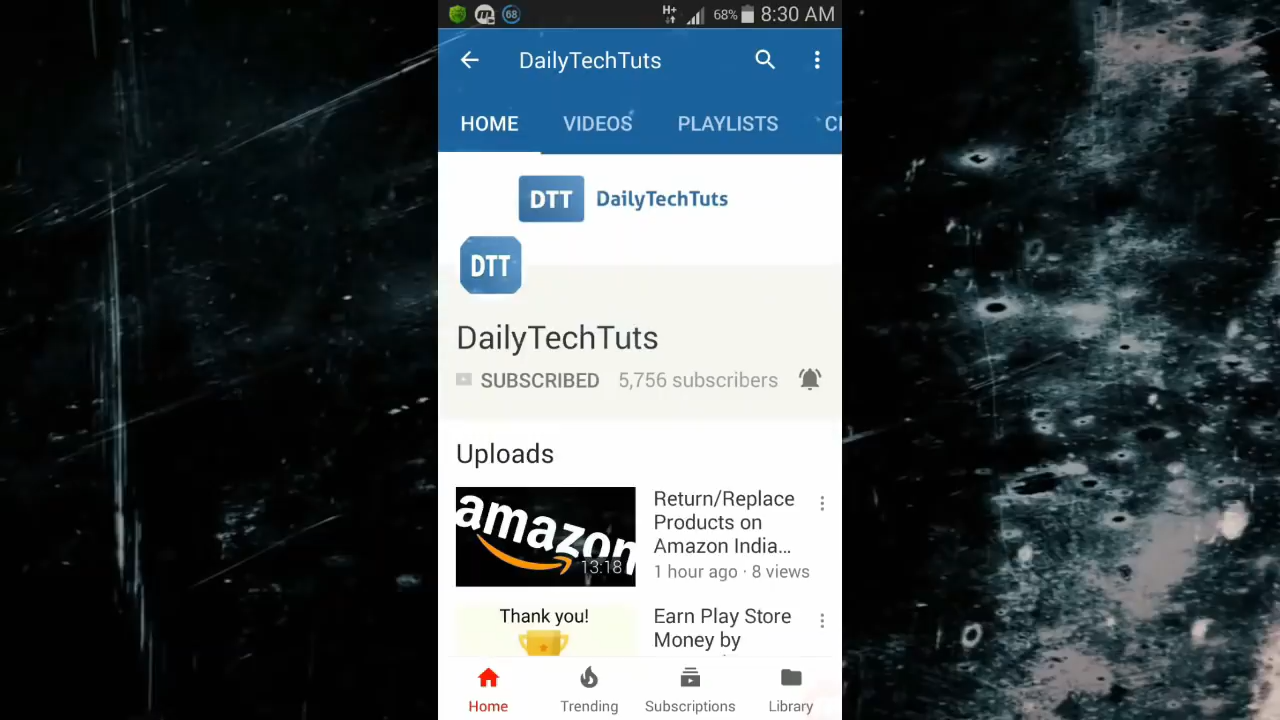 68 68% 8:30 AM
DailyTechTuts
HOME VIDEOS PLAYLISTS
DTT DailyTechTuts
DTT
DailyTechTuts
SUBSCRIBED 5,756 subscribers
Uploads
amazon
13:18
Return/Replace
Products on
Amazon India...
1 hour ago · 8 views
Thank you!
Earn Play Store
Money by
Home Trending Subscriptions Library